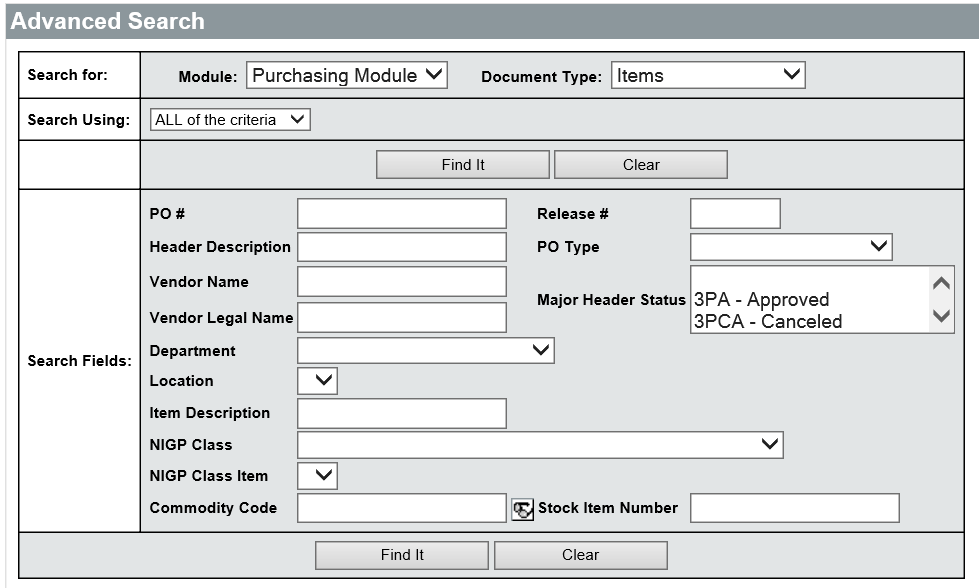 Advanced Search
Search for: Module: Purchasing Module Document Type: Items
Search Using: ALL of the criteria
Find It Clear
Search Fields:
PO # Release #
Header Description PO Type
Vendor Name
Major Header Status 3PA - Approved
3PCA - Canceled
Vendor Legal Name
Department
Location
Item Description
NIGP Class
NIGP Class Item
Commodity Code Stock Item Number
Find It Clear